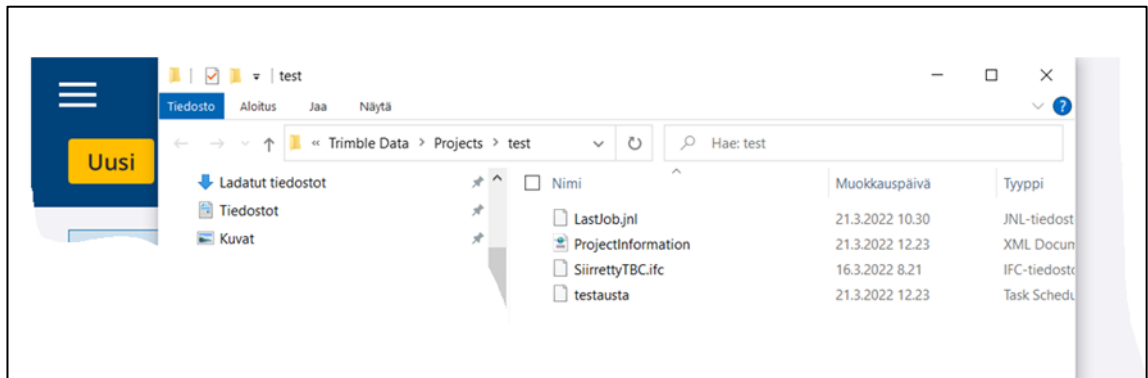 test
Tiedosto Aloitus Jaa Näytä
« Trimble Data > Projects > test Hae: test
Uusi
Ladatut tiedostot
Tiedostot
Kuvat
Nimi Muokkauspäivä Tyyppi
LastJob.jnl 21.3.2022 10.30 JNL-tiedost
ProjectInformation 21.3.2022 12.23 XML Docum
SiirrettyTBC.ifc 16.3.2022 8.21 IFC-tiedosto
testausta 21.3.2022 12.23 Task Schedu